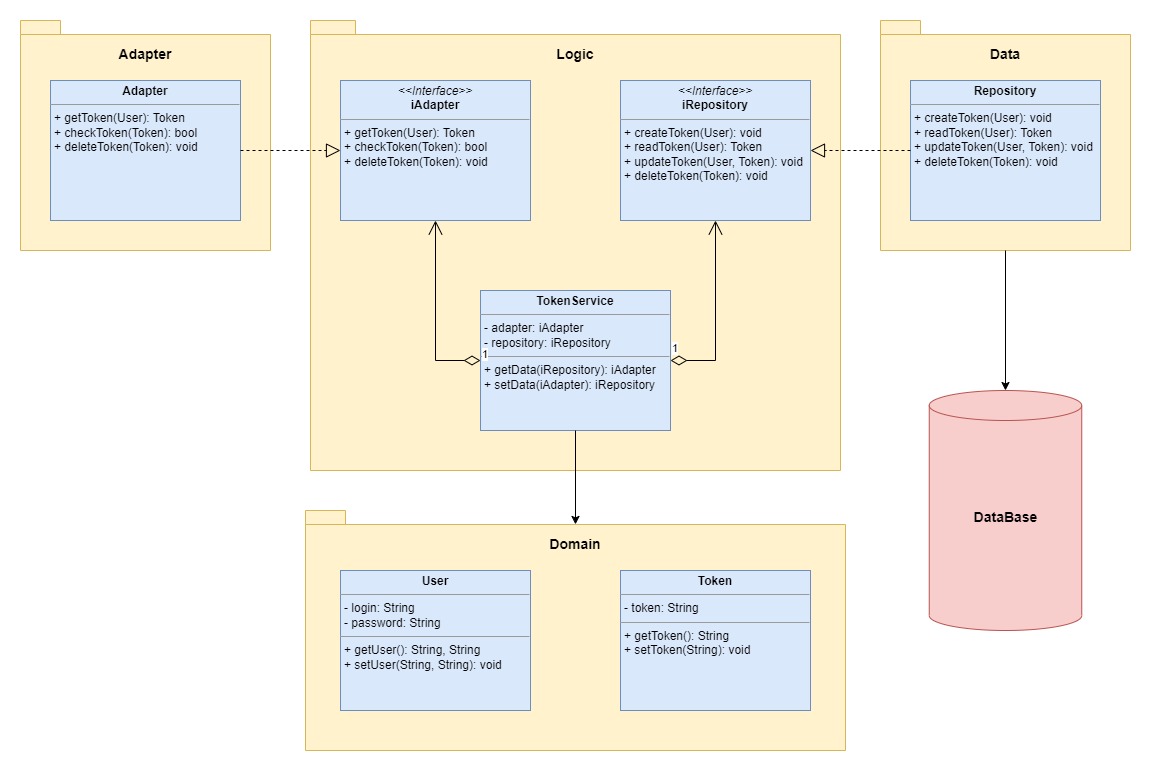 Adapter
Adapter
+ getToken(User): Token
+ checkToken(Token): bool
+ deleteToken(Token): void
Logic
<<Interface>>
iAdapter
+ getToken(User): Token
+ checkToken(Token): bool
+ deleteToken(Token): void
<<Interface>>
iRepository
+ createToken(User): void
+ readToken(User): Token
+ updateToken(User, Token): void
+ deleteToken(Token): void
Data
Repository
+ createToken(User): void
+ readToken(User): Token
+ updateToken(User, Token): void
+ deleteToken(Token): void
TokenService
- adapter: iAdapter
- repository: iRepository
1
1
+ getData(iRepository): iAdapter
+ setData(iAdapter): iRepository
DataBase
Domain
User
- login: String
- password: String
+ getUser(): String, String
+ setUser(String, String): void
Token
- token: String
+ getToken(): String
+ setToken(String): void